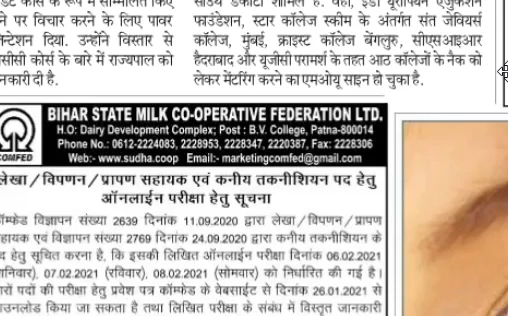 के रूप में सम्मिलित किए
ने पर विचार करने के लिए पावर
न्टेशन दिया. उन्होंने विस्तार से
सीसी कोर्स के बारे में राज्यपाल को
नकारी दी है.
फाउंडेशन, स्टार कॉलेज स्कीम के अंतर्गत संत जेवियर्स
कॉलेज, मुंबई, क्राइस्ट कॉलेज बेंगलुरु, सीएसआइआर
हैदराबाद और यूजीसी परामर्श के तहत आठ कॉलेजों के नैक को
लेकर मेंटरिंग करने का एमओयू साइन हो चुका है.
COMFED
BIHAR STATE MILK CO-OPERATIVE FEDERATION LTD.
H.O: Dairy Development Complex; Post : B.V. College, Patna-800014
Phone No.: 0612-2224083, 2228953, 2228347, 2220387, Fax: 2228306
Web:- www.sudha.coop Email:- marketingcomfed@gmail.com
लेखा/विपणन/प्रापण सहायक एवं कनीय तकनीशियन पद हेतु
ऑनलाईन परीक्षा हेतु सूचना
कॉम्फेड विज्ञापन संख्या 2639 दिनांक 11.09.2020 द्वारा लेखा/विपणन/प्रापण
हायक एवं विज्ञापन संख्या 2769 दिनांक 24.09.2020 द्वारा कनीय तकनीशियन के
द हेतु सूचित करना है, कि इसकी लिखित ऑनलाईन परीक्षा दिनांक 06.02.2021
शनिवार), 07.02.2021 (रविवार), 08.02.2021 (सोमवार) को निर्धारित की गई है।
पदों की परीक्षा हेतु प्रवेश पत्र कॉम्फेड के वेबसाईट से दिनांक 26.01.2021 से
ाउनलोड किया जा सकता है तथा लिखित परीक्षा के संबंध में विस्तृत जानकारी